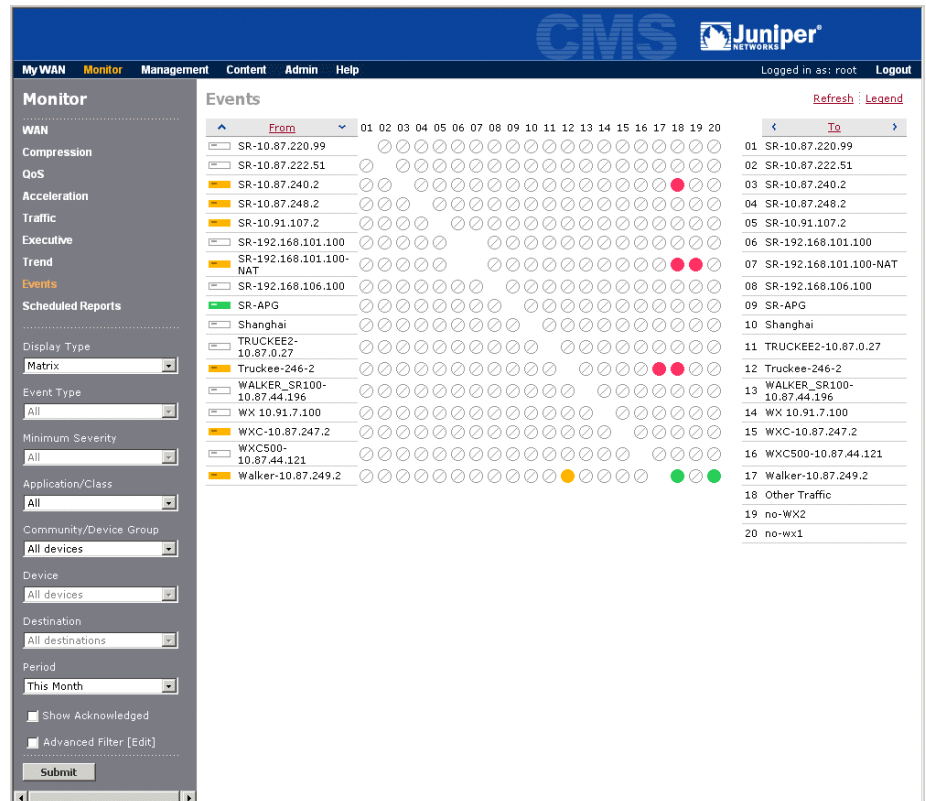 CMS
Juniper®
NETWORKS
MyWAN Monitor Management Content Admin Help Logged in as: root Logout
Monitor
WAN
Compression
QoS
Acceleration
Traffic
Executive
Trend
Events
Scheduled Reports
Display Type
Matrix
Event Type
All
Minimum Severity
All
Application/Class
All
Community/Device Group
All devices
Device
All devices
Destination
All destinations
Period
This Month
Show Acknowledged
Advanced Filter [Edit]
Submit
Events
Refresh Legend
From 01 02 03 04 05 06 07 08 09 10 11 12 13 14 15 16 17 18 19 20
SR-10.87.220.99
SR-10.87.222.51
SR-10.87.240.2
SR-10.87.248.2
SR-10.91.107.2
SR-192.168.101.100
SR-192.168.101.100-
NAT
SR-192.168.106.100
SR-APG
Shanghai
TRUCKEE2-
10.87.0.27
Truckee-246-2
WALKER_SR100-
10.87.44.196
WX 10.91.7.100
WXC-10.87.247.2
WXC500-
10.87.44.121
Walker-10.87.249.2
To
01 SR-10.87.220.99
02 SR-10.87.222.51
03 SR-10.87.240.2
04 SR-10.87.248.2
05 SR-10.91.107.2
06 SR-192.168.101.100
07 SR-192.168.101.100-NAT
08 SR-192.168.106.100
09 SR-APG
10 Shanghai
11 TRUCKEE2-10.87.0.27
12 Truckee-246-2
13 WALKER_SR100-
10.87.44.196
14 WX 10.91.7.100
15 WXC-10.87.247.2
16 WXC500-10.87.44.121
17 Walker-10.87.249.2
18 Other Traffic
19 no-WX2
20 no-wx1